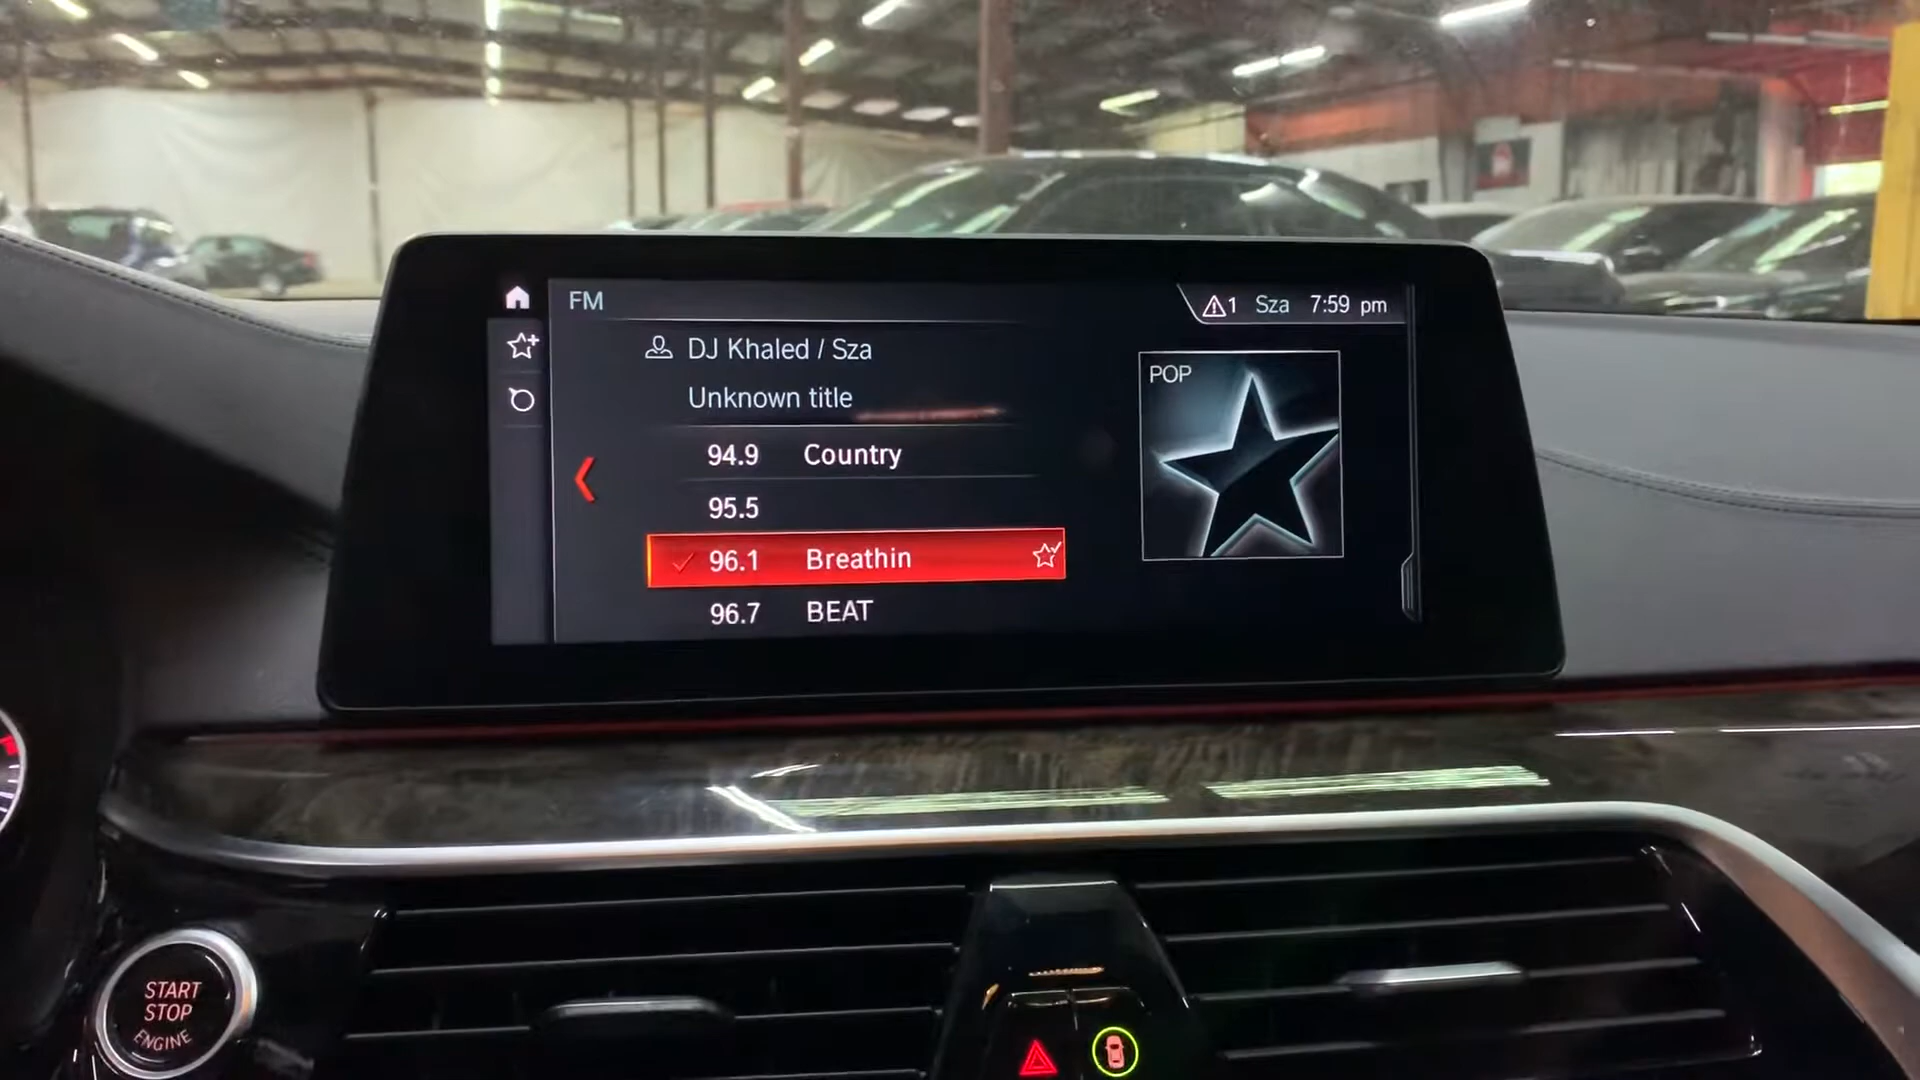 FM
1 Sza 7:59 pm
DJ Khaled / Sza
Unknown title
POP
94.9 Country
95.5
96.1 Breathin
96.7 BEAT
START
STOP
ENGINE